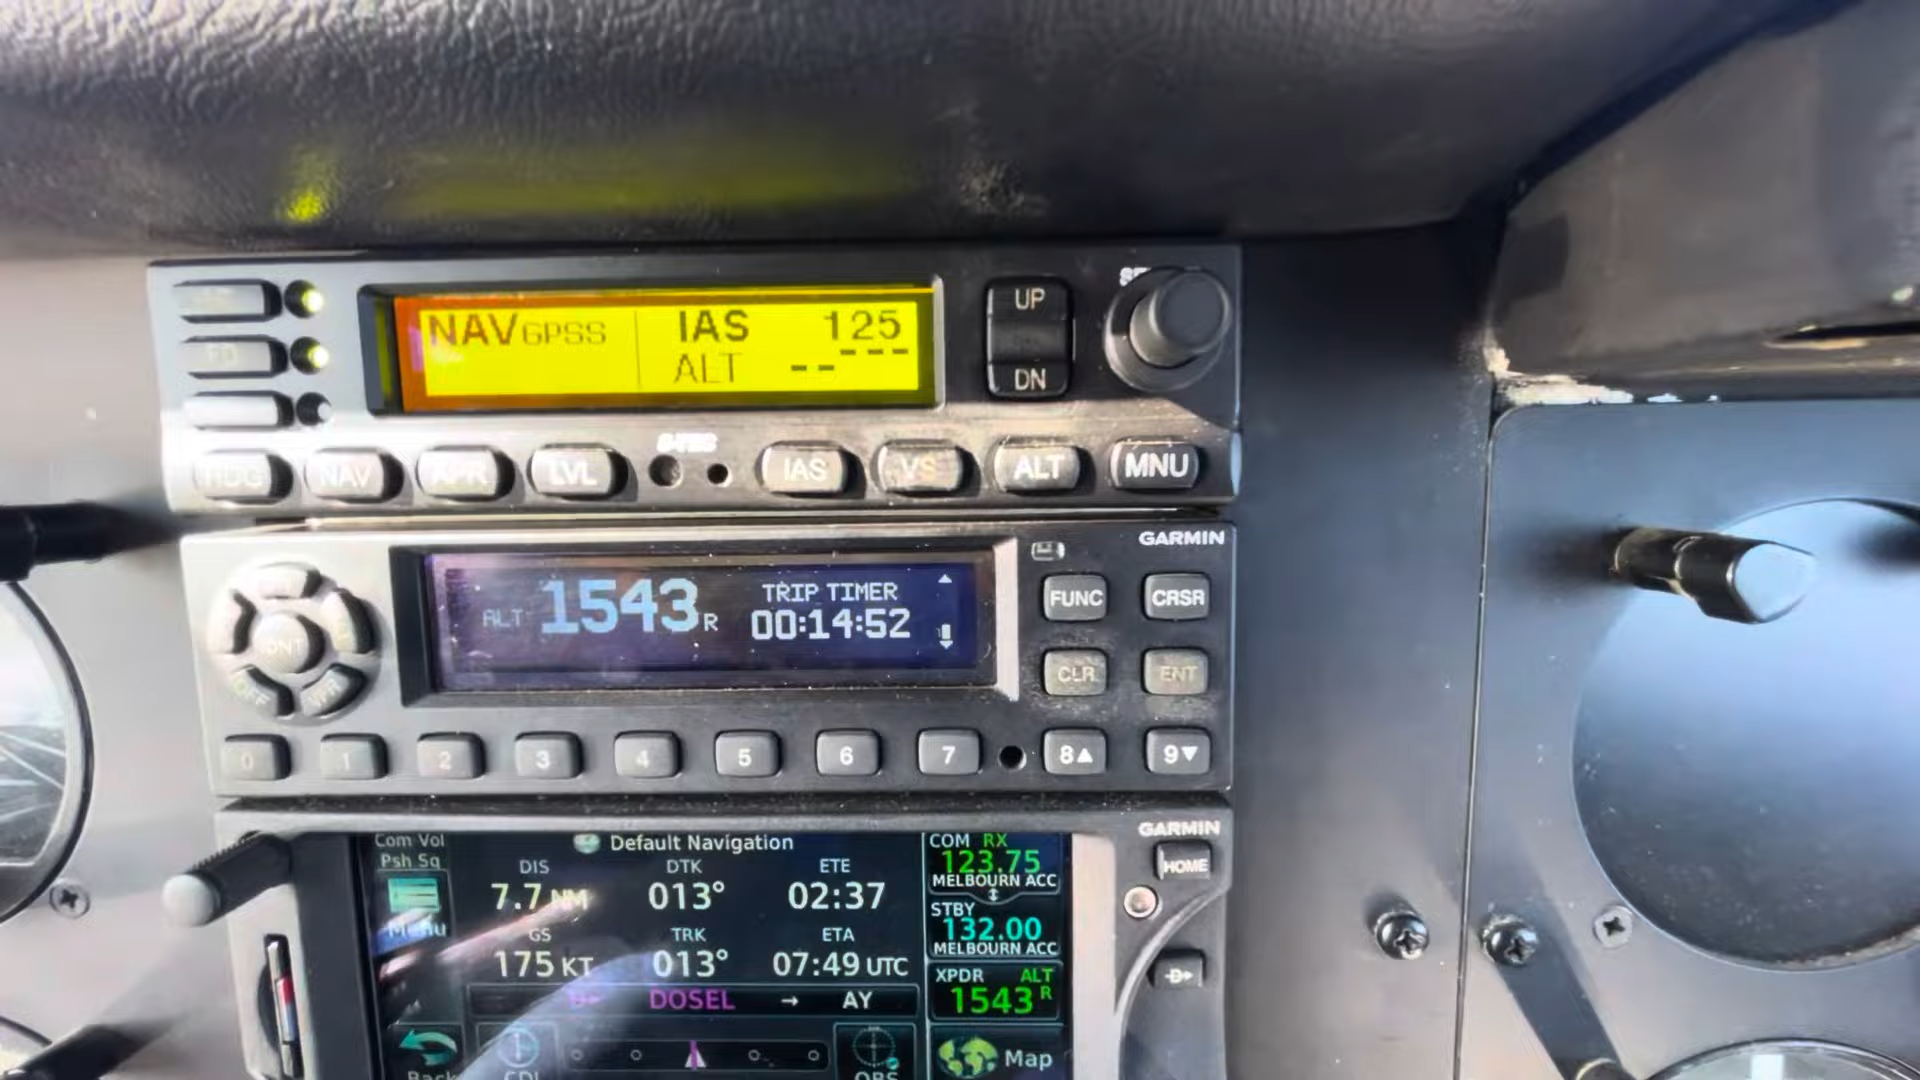 UP
NAV GPSS IAS 125
ALT -- ---
DN
HDG NAV APR LVL IAS VS ALT MNU
GARMIN
ALT 1543 R
TRIP TIMER
00:14:52
FUNC CRSR
CLR ENT
0 1 2 3 4 5 6 7 8▲ 9▼
GARMIN
HOME
Com Vol
Psh Sq
Default Navigation
DIS DTK ETE
7.7 NM 013° 02:37
Menu
GS TRK ETA
175 KT 013° 07:49 UTC
DOSEL → AY
COM RX
123.75
MELBOURN ACC
STBY
132.00
MELBOURN ACC
XPDR ALT
1543 R
Map
Back CDI OBS